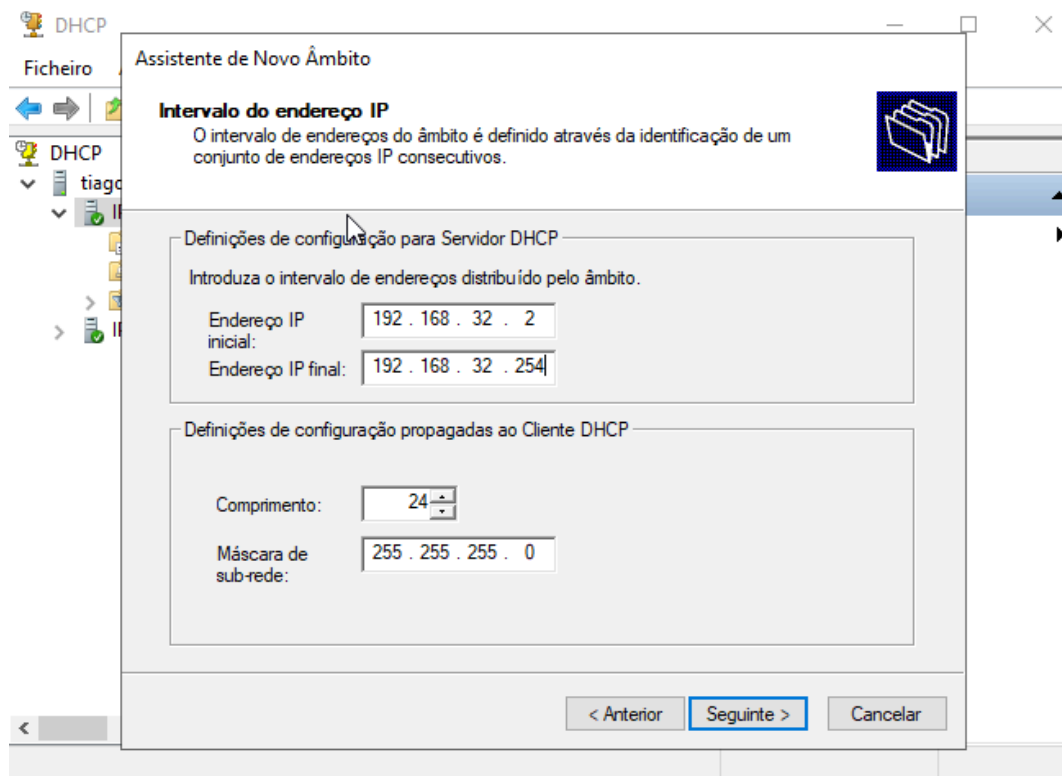 DHCP
Ficheiro
DHCP
tiago
Assistente de Novo Âmbito
Intervalo do endereço IP
O intervalo de endereços do âmbito é definido através da identificação de um
conjunto de endereços IP consecutivos.
Definições de configuração para Servidor DHCP
Introduza o intervalo de endereços distribuído pelo âmbito.
Endereço IP
inicial:
192 . 168 . 32 . 2
Endereço IP final:
192 . 168 . 32 . 254
Definições de configuração propagadas ao Cliente DHCP
Comprimento:
24
Máscara de
sub-rede:
255 . 255 . 255 . 0
< Anterior
Seguinte >
Cancelar